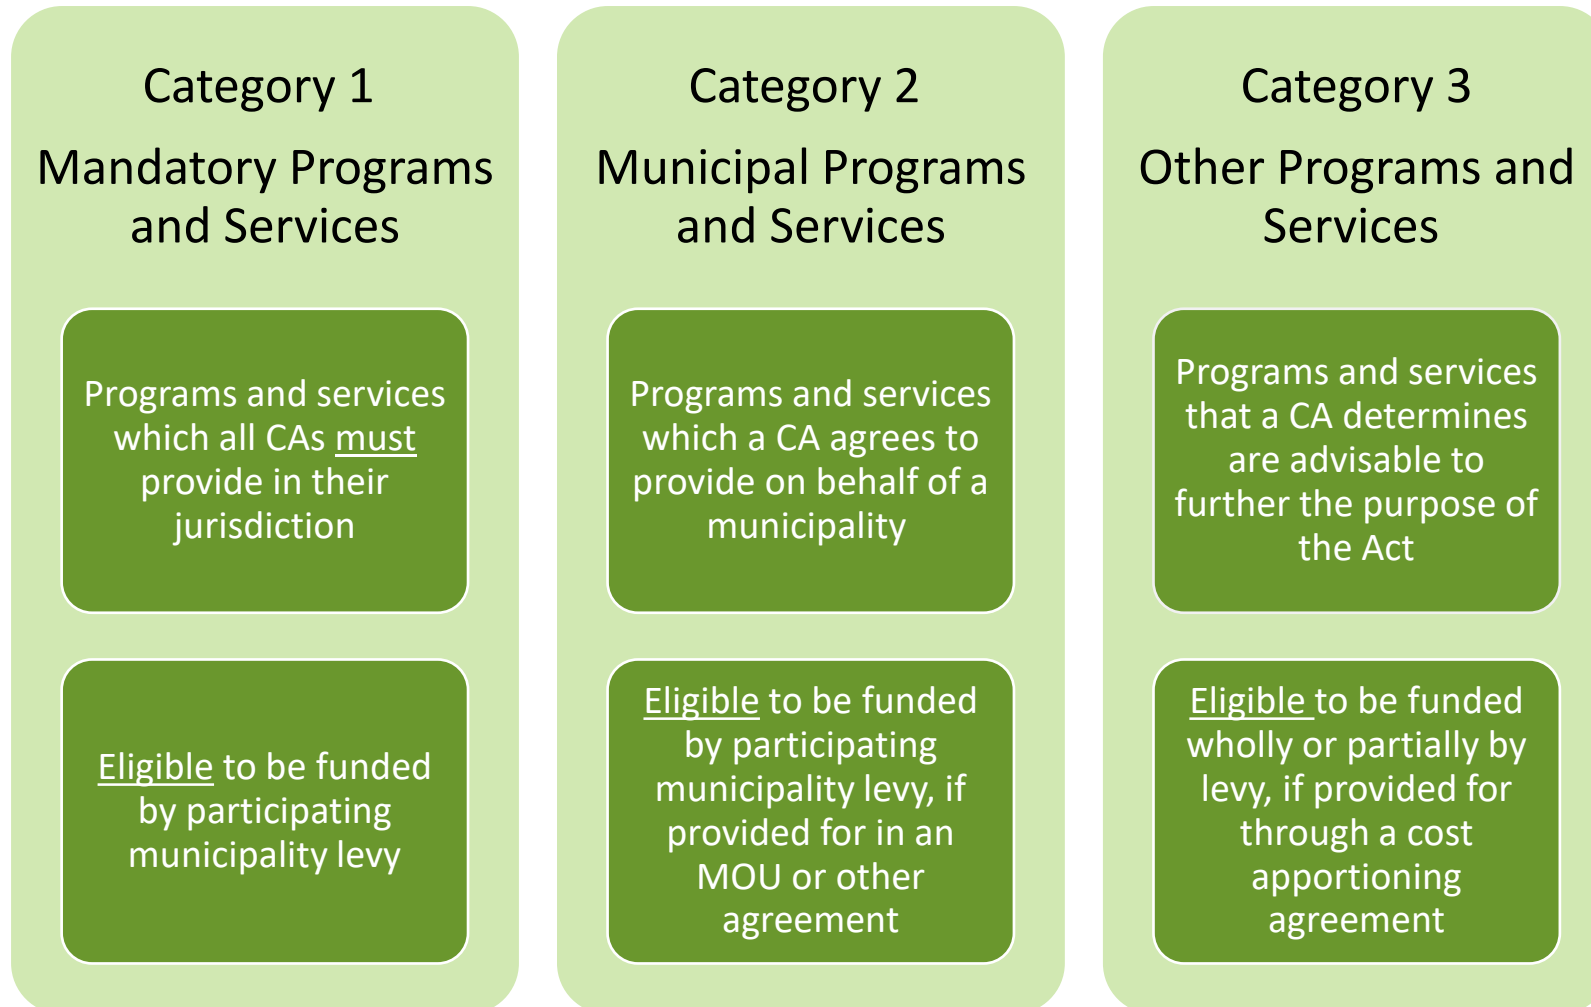 Category 1
Mandatory Programs
and Services
Programs and services
which all CAs must
provide in their
jurisdiction
Eligible to be funded
by participating
municipality levy
Category 2
Municipal Programs
and Services
Programs and services
which a CA agrees to
provide on behalf of a
municipality
Eligible to be funded
by participating
municipality levy, if
provided for in an
MOU or other
agreement
Category 3
Other Programs and
Services
Programs and services
that a CA determines
are advisable to
further the purpose of
the Act
Eligible to be funded
wholly or partially by
levy, if provided for
through a cost
apportioning
agreement